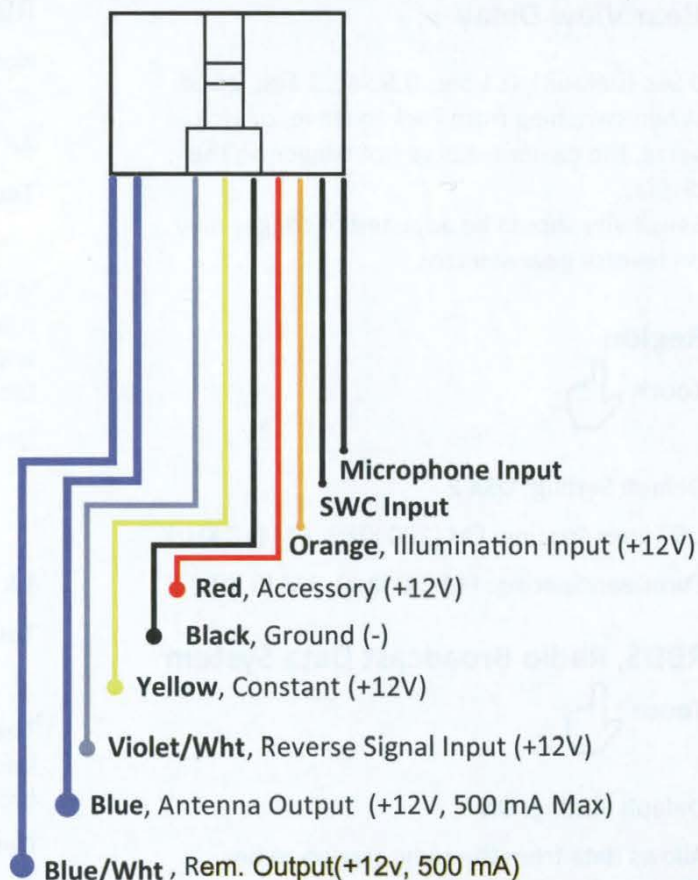 Microphone Input
SWC Input
Orange, Illumination Input (+12V)
Red, Accessory (+12V)
Black, Ground (-)
Yellow, Constant (+12V)
Violet/Wht, Reverse Signal Input (+12V)
Blue, Antenna Output (+12V, 500 mA Max)
Blue/Wht , Rem. Output(+12v, 500 mA)